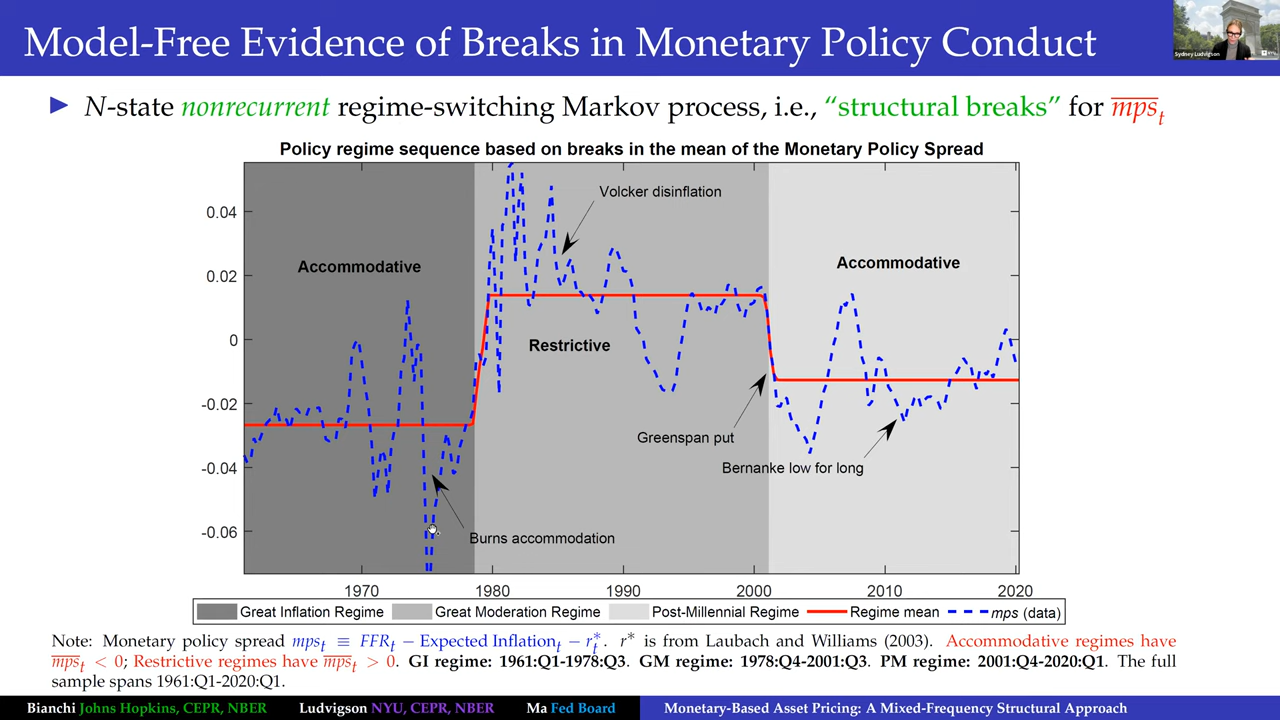 Model-Free Evidence of Breaks in Monetary Policy Conduct
Sydney Ludvigson
▶ N-state nonrecurrent regime-switching Markov process, i.e., “structural breaks” for m̅p̅s̅ₜ
Policy regime sequence based on breaks in the mean of the Monetary Policy Spread
0.04
0.02
0
-0.02
-0.04
-0.06
Volcker disinflation
Accommodative
Accommodative
Restrictive
Greenspan put
Bernanke low for long
Burns accommodation
1970 1980 1990 2000 2010 2020
Great Inflation Regime Great Moderation Regime Post-Millennial Regime Regime mean mps (data)
Note: Monetary policy spread mpsₜ ≡ FFRₜ − Expected Inflationₜ − r*ₜ. r* is from Laubach and Williams (2003). Accommodative regimes have
m̅p̅s̅ₜ < 0; Restrictive regimes have m̅p̅s̅ₜ > 0. GI regime: 1961:Q1-1978:Q3. GM regime: 1978:Q4-2001:Q3. PM regime: 2001:Q4-2020:Q1. The full
sample spans 1961:Q1-2020:Q1.
Bianchi Johns Hopkins, CEPR, NBER Ludvigson NYU, CEPR, NBER Ma Fed Board Monetary-Based Asset Pricing: A Mixed-Frequency Structural Approach